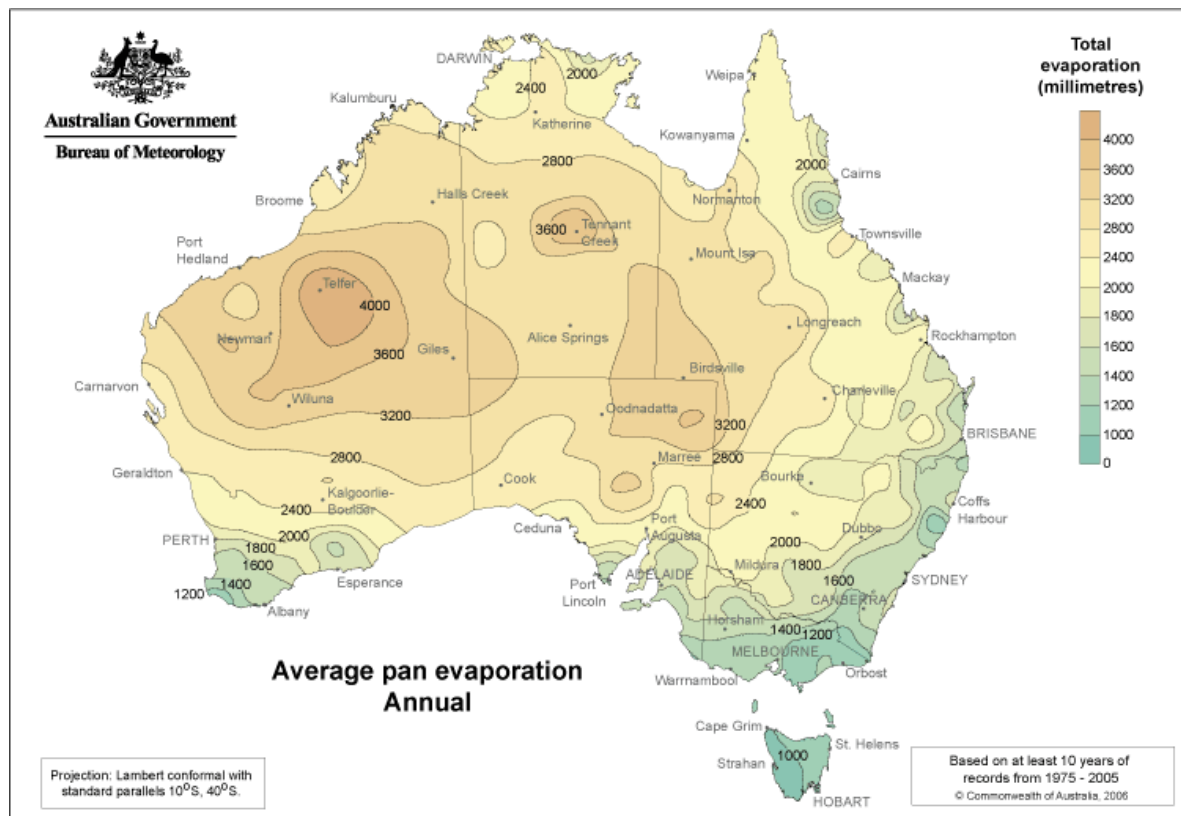 Australian Government
Bureau of Meteorology
Total
evaporation
(millimetres)
4000
3600
3200
2800
2400
2000
1800
1600
1400
1200
1000
0
DARWIN
2000
2400
Weipa
Kalumburu
Katherine
Kowanyama
2800
2000
Cairns
Halls Creek
Normanton
Broome
3600
Tennant
Creek
Townsville
Port
Hedland
Mount Isa
Mackay
Telfer
4000
Longreach
Newman
Alice Springs
Rockhampton
3600
Giles
Birdsville
Carnarvon
Charleville
Wiluna
3200
Oodnadatta
3200
BRISBANE
2800
Marree
2800
Geraldton
Cook
Bourke
Kalgoorlie-
Boulder
2400
2400
Coffs
Harbour
Ceduna
Port
Augusta
Dubbo
PERTH
2000
1800
2000
1600
Mildura
1800
Esperance
Port
Lincoln
ADELAIDE
1600
SYDNEY
1400
1200
Albany
CANBERRA
Horsham
1400
1200
MELBOURNE
Average pan evaporation
Annual
Warrnambool
Orbost
Cape Grim
St. Helens
1000
Strahan
HOBART
Projection: Lambert conformal with
standard parallels 10°S, 40°S.
Based on at least 10 years of
records from 1975 - 2005
© Commonwealth of Australia, 2006